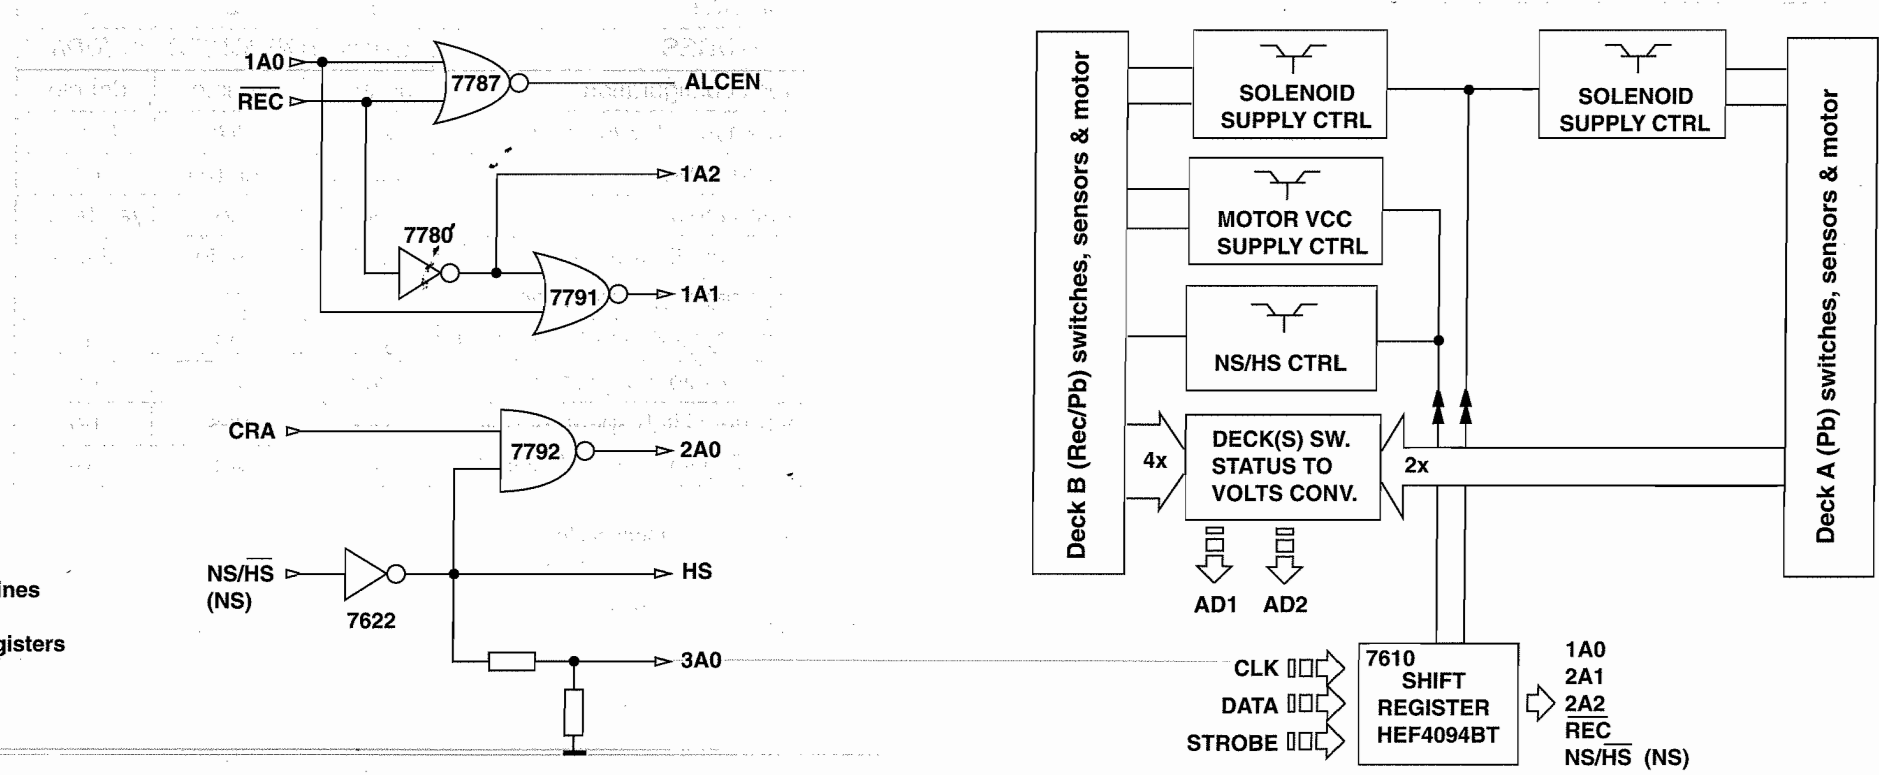 1A0
REC
7787
ALCEN
1A2
7780
7791
1A1
CRA
7792
2A0
NS/HS
(NS)
7622
HS
3A0
ines
gisters
Deck B (Rec/Pb) switches, sensors & motor
SOLENOID
SUPPLY CTRL
SOLENOID
SUPPLY CTRL
MOTOR VCC
SUPPLY CTRL
NS/HS CTRL
4x
DECK(S) SW.
STATUS TO
VOLTS CONV.
2x
AD1 AD2
Deck A (Pb) switches, sensors & motor
CLK
DATA
STROBE
7610
SHIFT
REGISTER
HEF4094BT
1A0
2A1
2A2
REC
NS/HS (NS)